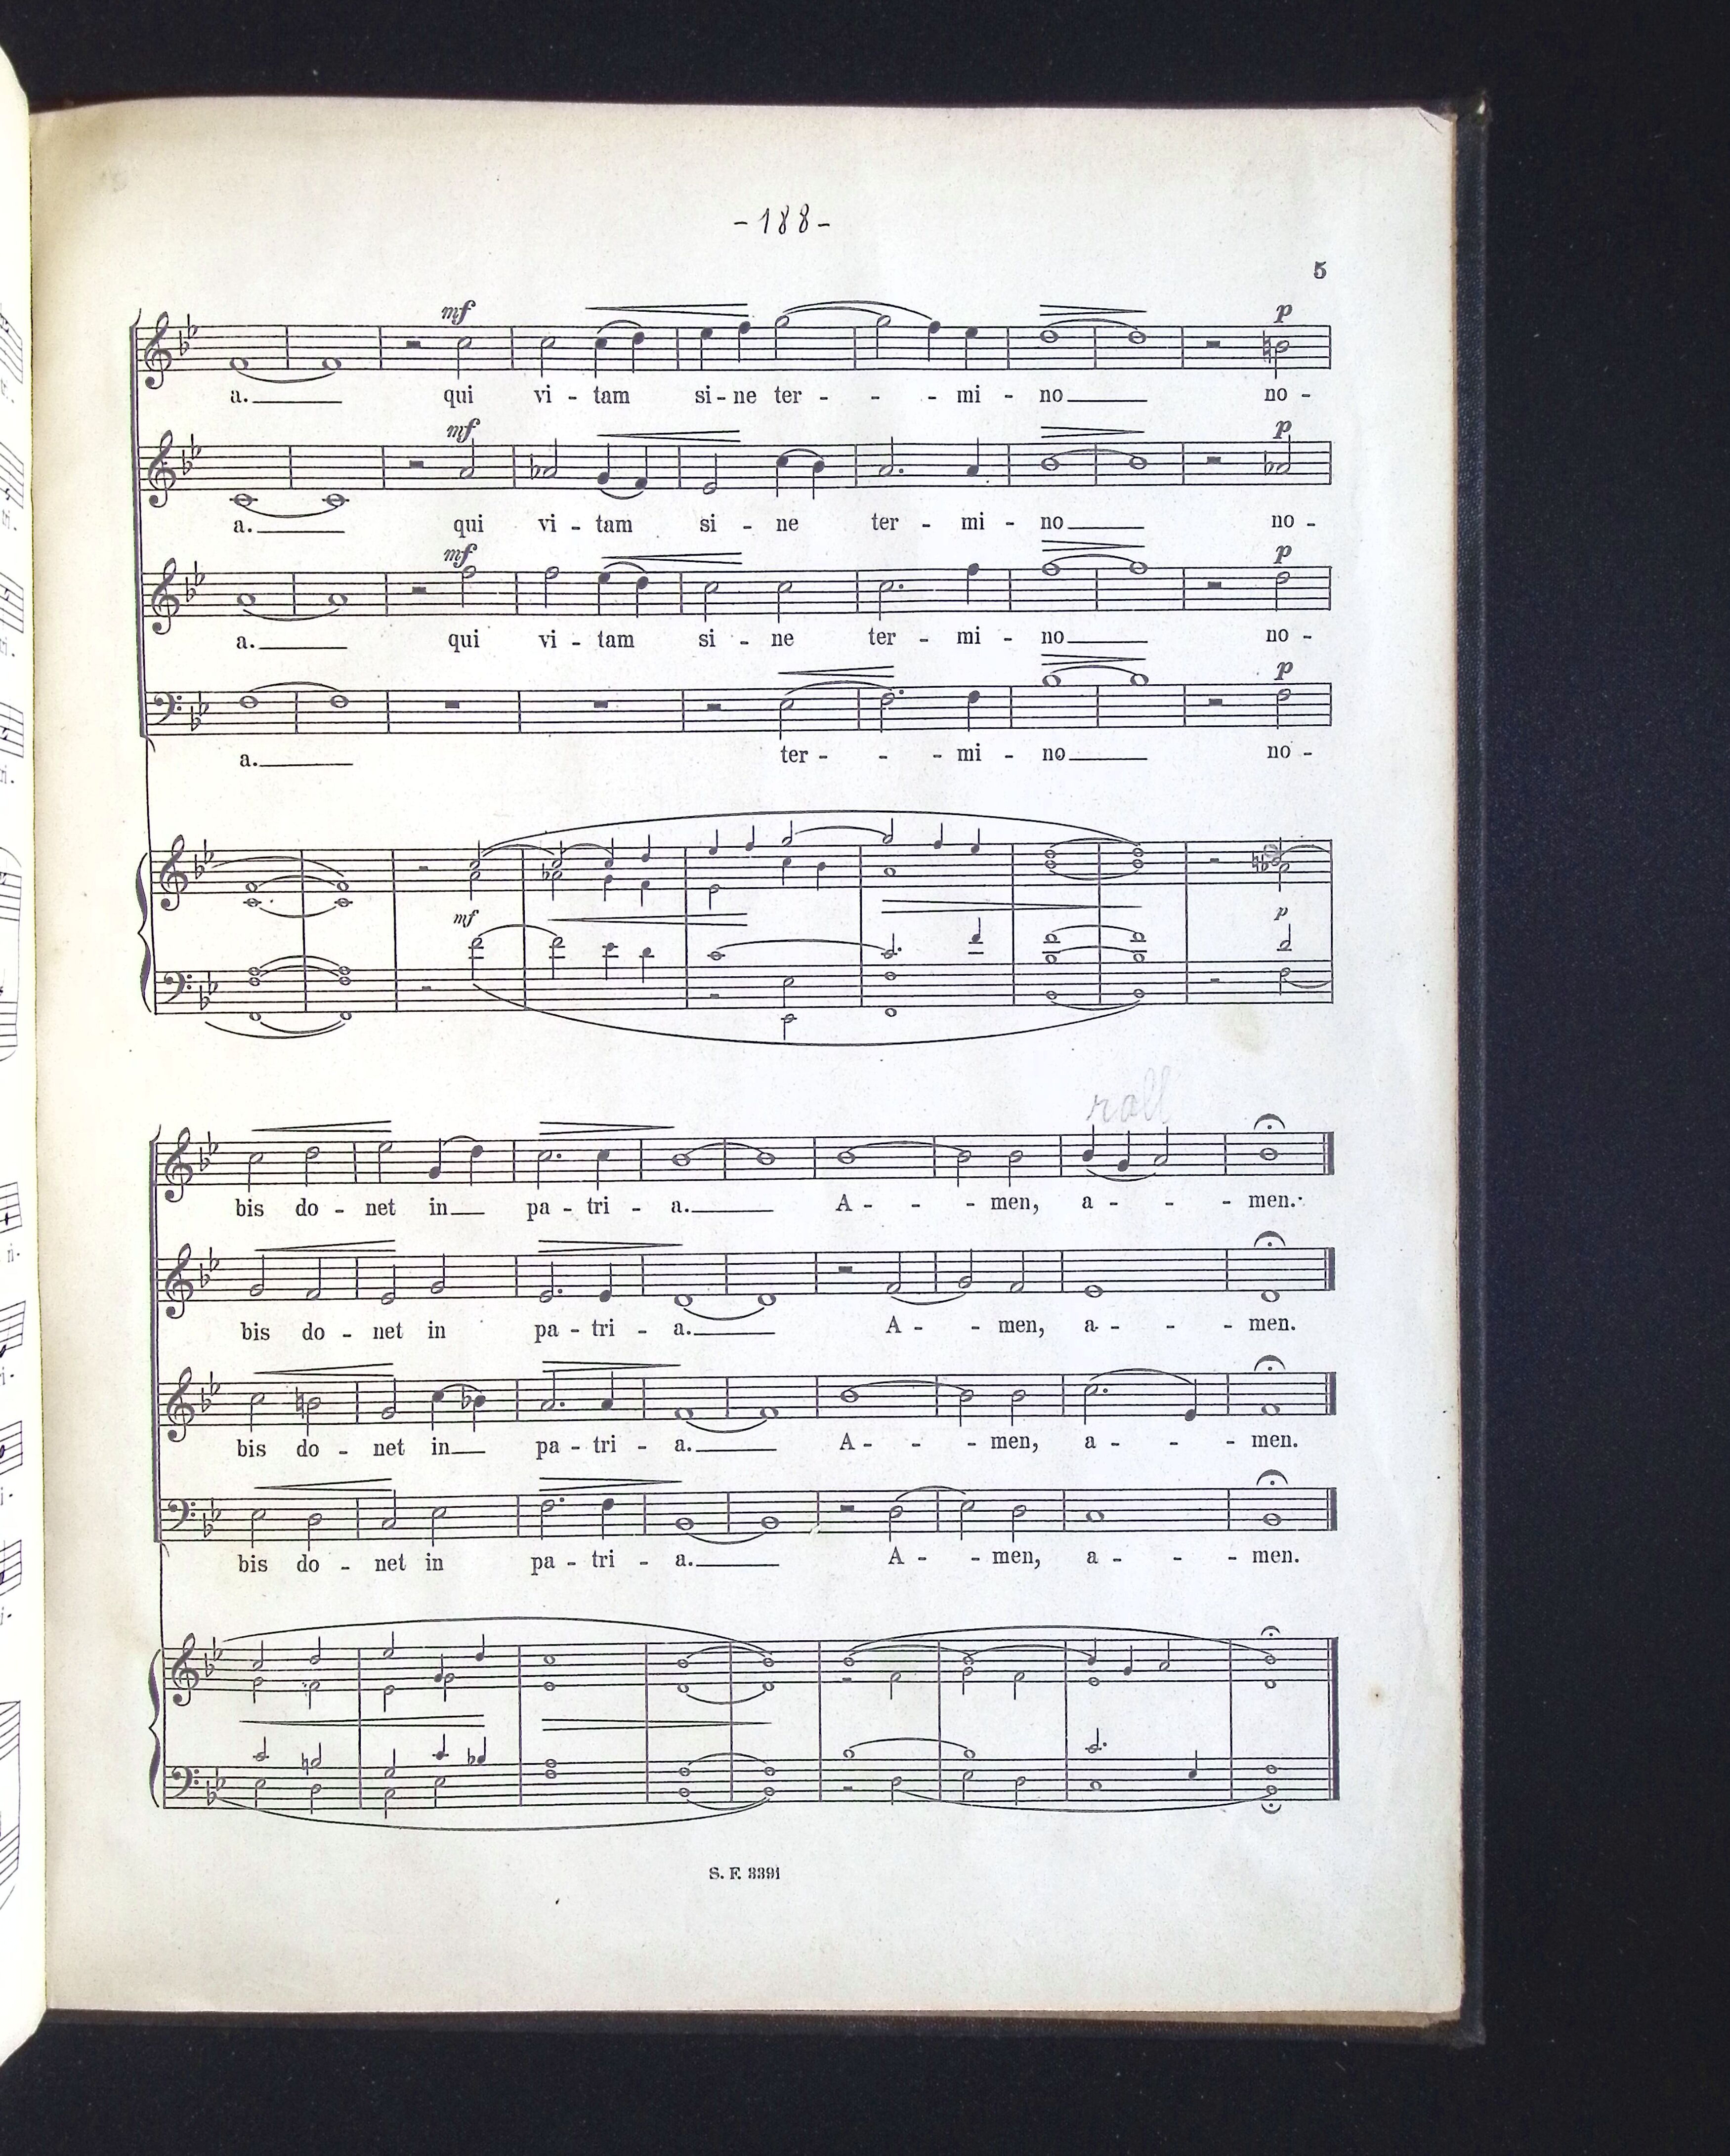 - 188 -
5
mf p
a. qui vi - tam si - ne ter - - - mi - no no -
mf p
a. qui vi - tam si - ne ter - mi - no no -
mf p
a. qui vi - tam si - ne ter - mi - no no -
p
a. ter - - - mi - no no -
mf p
rall
bis do - net in pa - tri - a. A - - - men, a - - - men.
bis do - net in pa - tri - a. A - - men, a - - - men.
bis do - net in pa - tri - a. A - - - men, a - - - men.
bis do - net in pa - tri - a. A - - men, a - - - men.
S. F. 3391